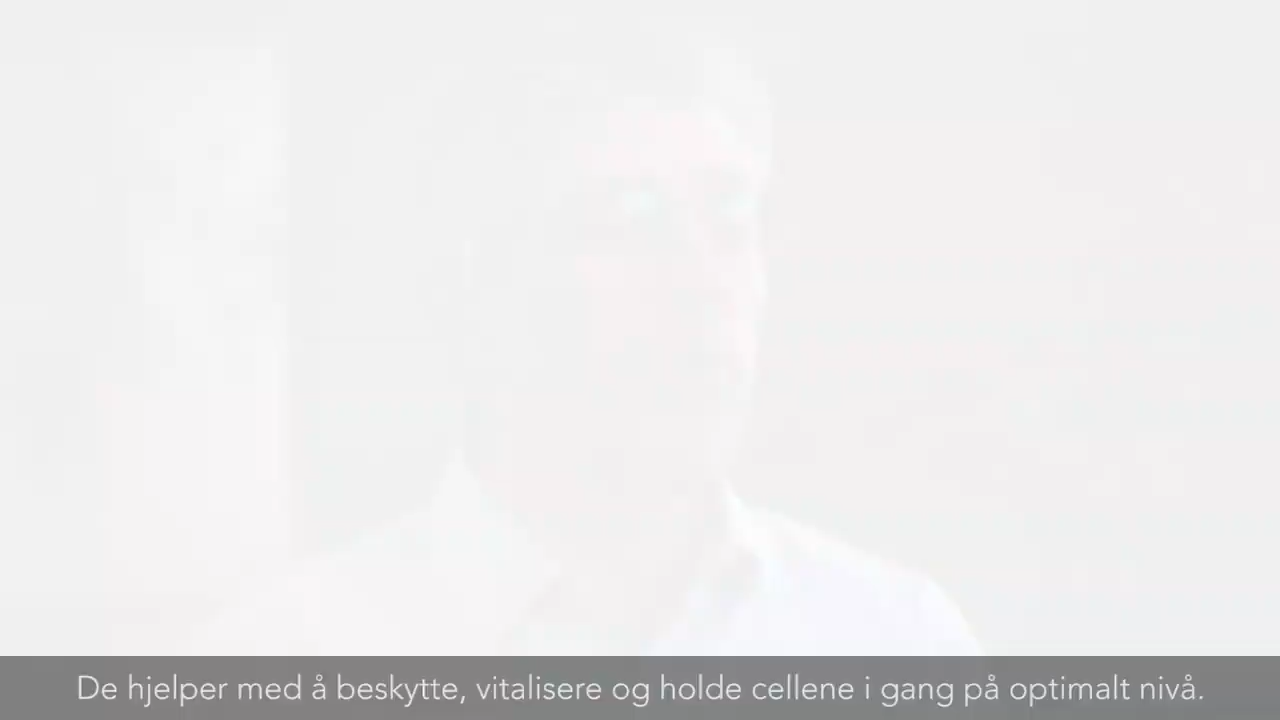 De hjelper med å beskytte, vitalisere og holde cellene i gang på optimalt nivå.